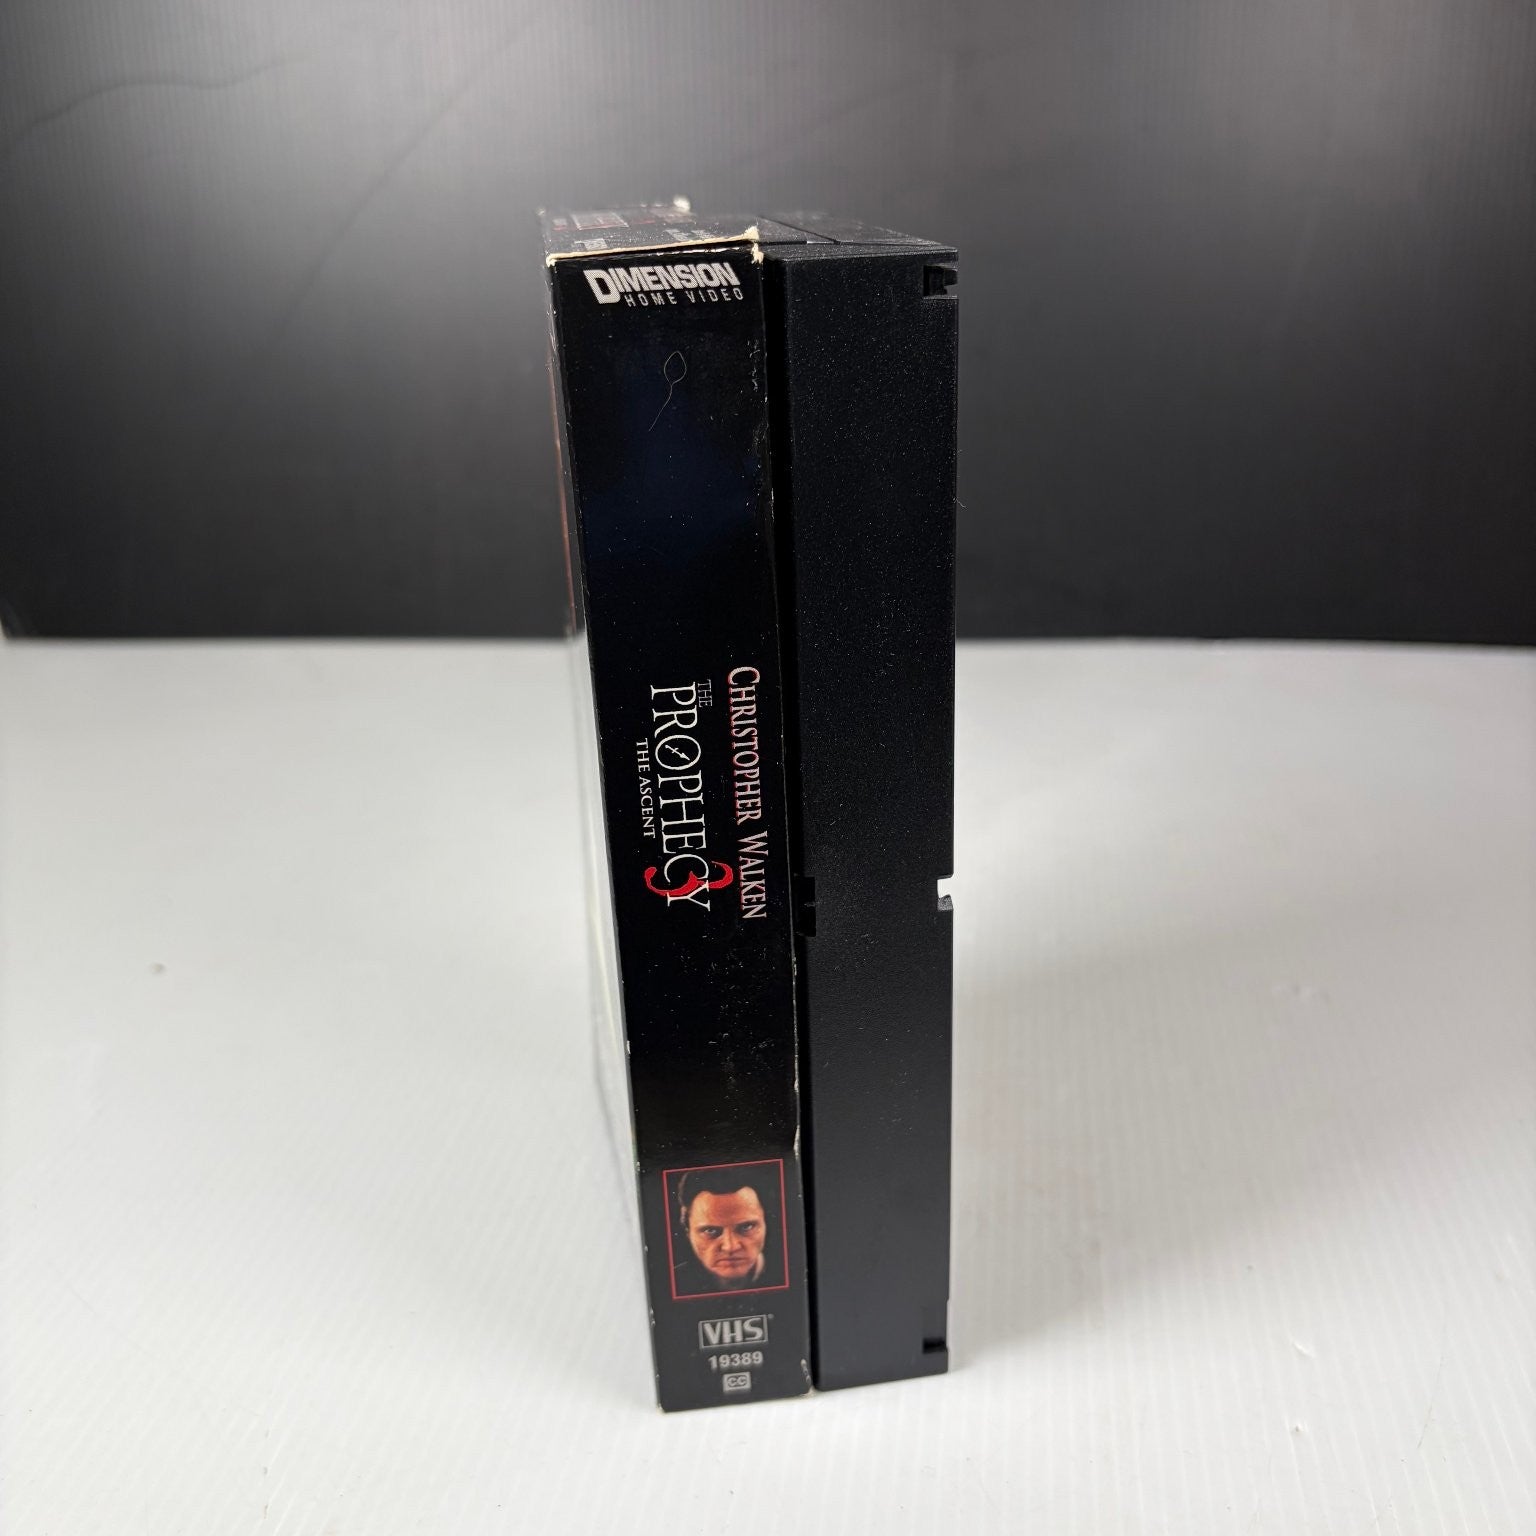 DIMENSION
HOME VIDEO
CHRISTOPHER WALKEN
THE
PROPHECY
3
THE ASCENT
VHS
19389
CC